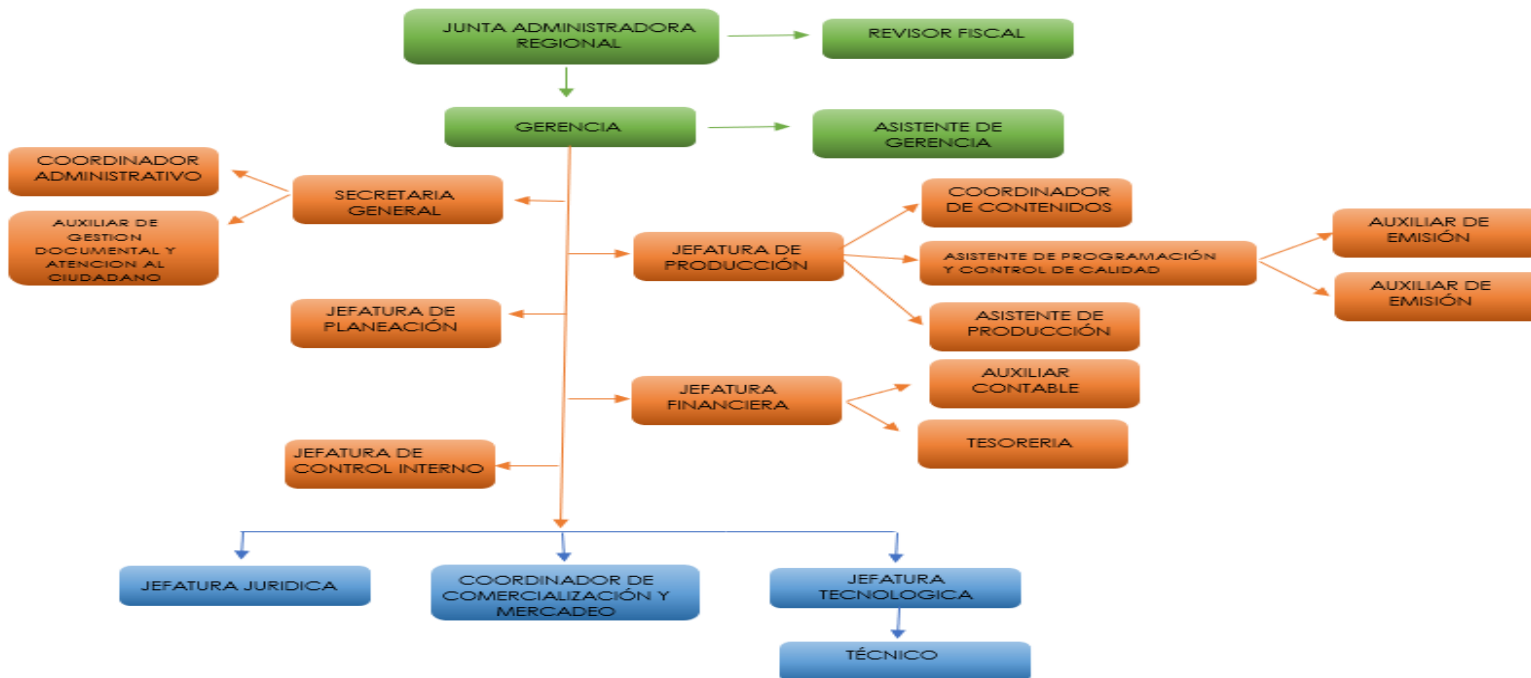 JUNTA ADMINISTRADORA
REGIONAL
REVISOR FISCAL
GERENCIA
ASISTENTE DE
GERENCIA
COORDINADOR
ADMINISTRATIVO
SECRETARIA
GENERAL
AUXILIAR DE
GESTION
DOCUMENTAL Y
ATENCION AL
CIUDADANO
COORDINADOR
DE CONTENIDOS
JEFATURA DE
PRODUCCIÓN
ASISTENTE DE PROGRAMACIÓN
Y CONTROL DE CALIDAD
AUXILIAR DE
EMISIÓN
AUXILIAR DE
EMISIÓN
JEFATURA DE
PLANEACIÓN
ASISTENTE DE
PRODUCCIÓN
JEFATURA
FINANCIERA
AUXILIAR
CONTABLE
TESORERIA
JEFATURA DE
CONTROL INTERNO
JEFATURA JURIDICA
COORDINADOR DE
COMERCIALIZACIÓN Y
MERCADEO
JEFATURA
TECNOLOGICA
TÉCNICO